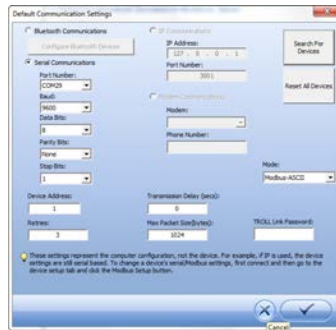 Default Communication Settings
Bluetooth Communications
Configure Bluetooth Devices
Serial Communications
Port Number:
COM29
Baud:
9600
Data Bits:
8
Parity Bits:
None
Stop Bits:
1
IP Communications
IP Address:
127 . 0 . 0 . 1
Port Number:
3001
Modem Communications
Modem:
Phone Number:
Search For
Devices
Reset All Devices
Mode:
Modbus-ASCII
Device Address:
1
Transmission Delay (secs):
0
Retries:
3
Max Packet Size(bytes):
1024
TROLL Link Password:
These settings represent the computer configuration, not the device. For example, if IP is used, the device
settings are still serial based. To change a device's serial/Modbus settings, first connect and then go to the
device setup tab and click the Modbus Setup button.
Cancel